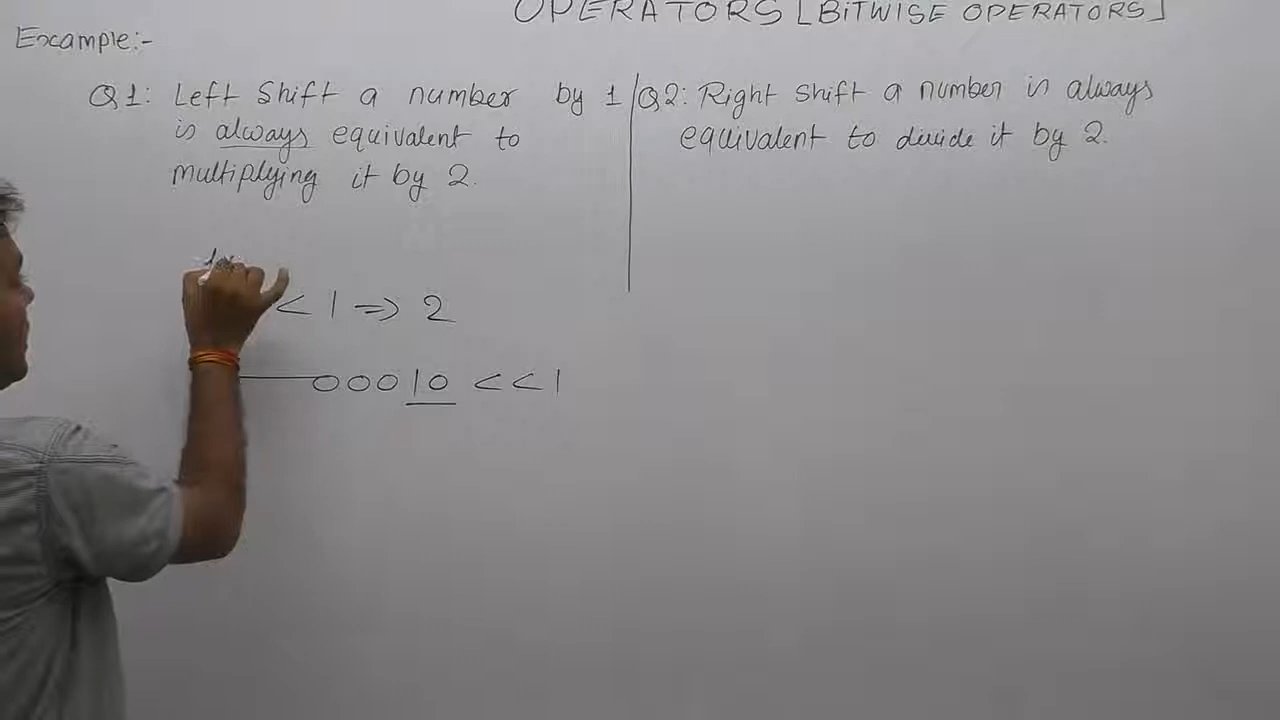 OPERATORS [BITWISE OPERATORS]
Example:-
Q1: Left Shift a number by 1
is always equivalent to
multiplying it by 2.
Q2: Right shift a number is always
equivalent to divide it by 2.
< 1 => 2
00010 <<1